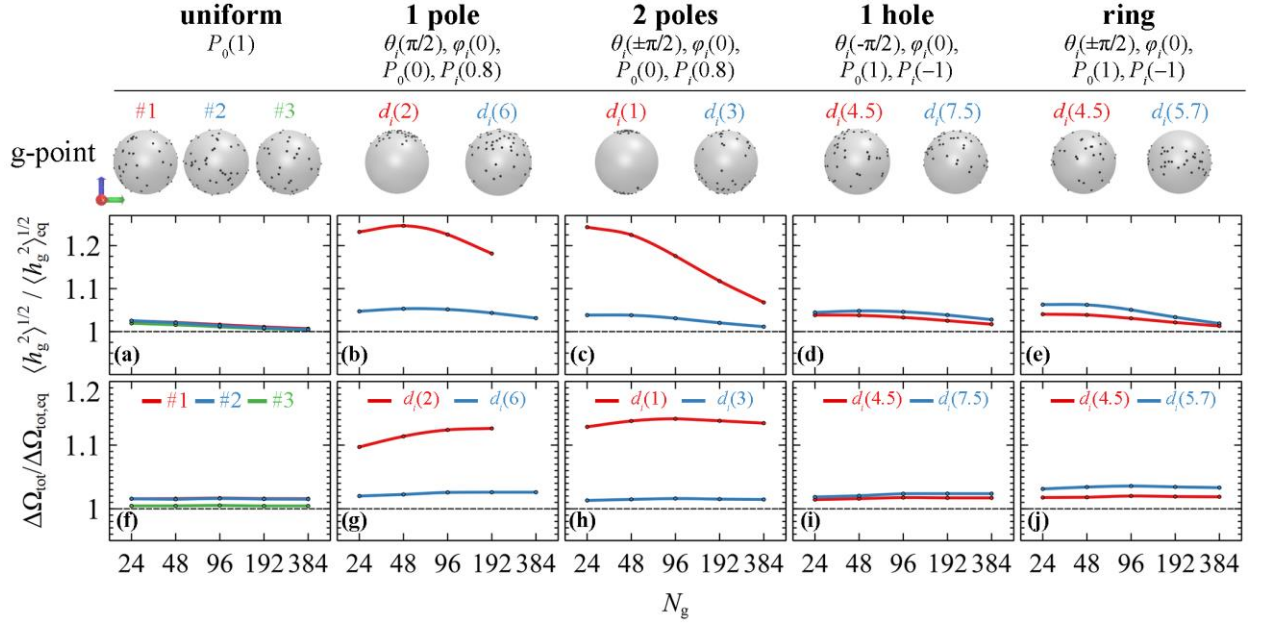 uniform 1 pole 2 poles 1 hole ring
P₀(1) θᵢ(π/2), φᵢ(0), θᵢ(±π/2), φᵢ(0), θᵢ(-π/2), φᵢ(0), θᵢ(±π/2), φᵢ(0),
P₀(0), Pᵢ(0.8) P₀(0), Pᵢ(0.8) P₀(1), Pᵢ(-1) P₀(1), Pᵢ(-1)
#1 #2 #3 dᵢ(2) dᵢ(6) dᵢ(1) dᵢ(3) dᵢ(4.5) dᵢ(7.5) dᵢ(4.5) dᵢ(5.7)
g-point
⟨h_g²⟩^1/2 / ⟨h_g²⟩^1/2_eq
1.2
1.1
1
(a) (b) (c) (d) (e)
ΔΩ_tot/ΔΩ_tot,eq
#1 #2 #3 dᵢ(2) dᵢ(6) dᵢ(1) dᵢ(3) dᵢ(4.5) dᵢ(7.5) dᵢ(4.5) dᵢ(5.7)
1.2
1.1
1
(f) (g) (h) (i) (j)
24 48 96 192 384 24 48 96 192 384 24 48 96 192 384 24 48 96 192 384 24 48 96 192 384
N_g